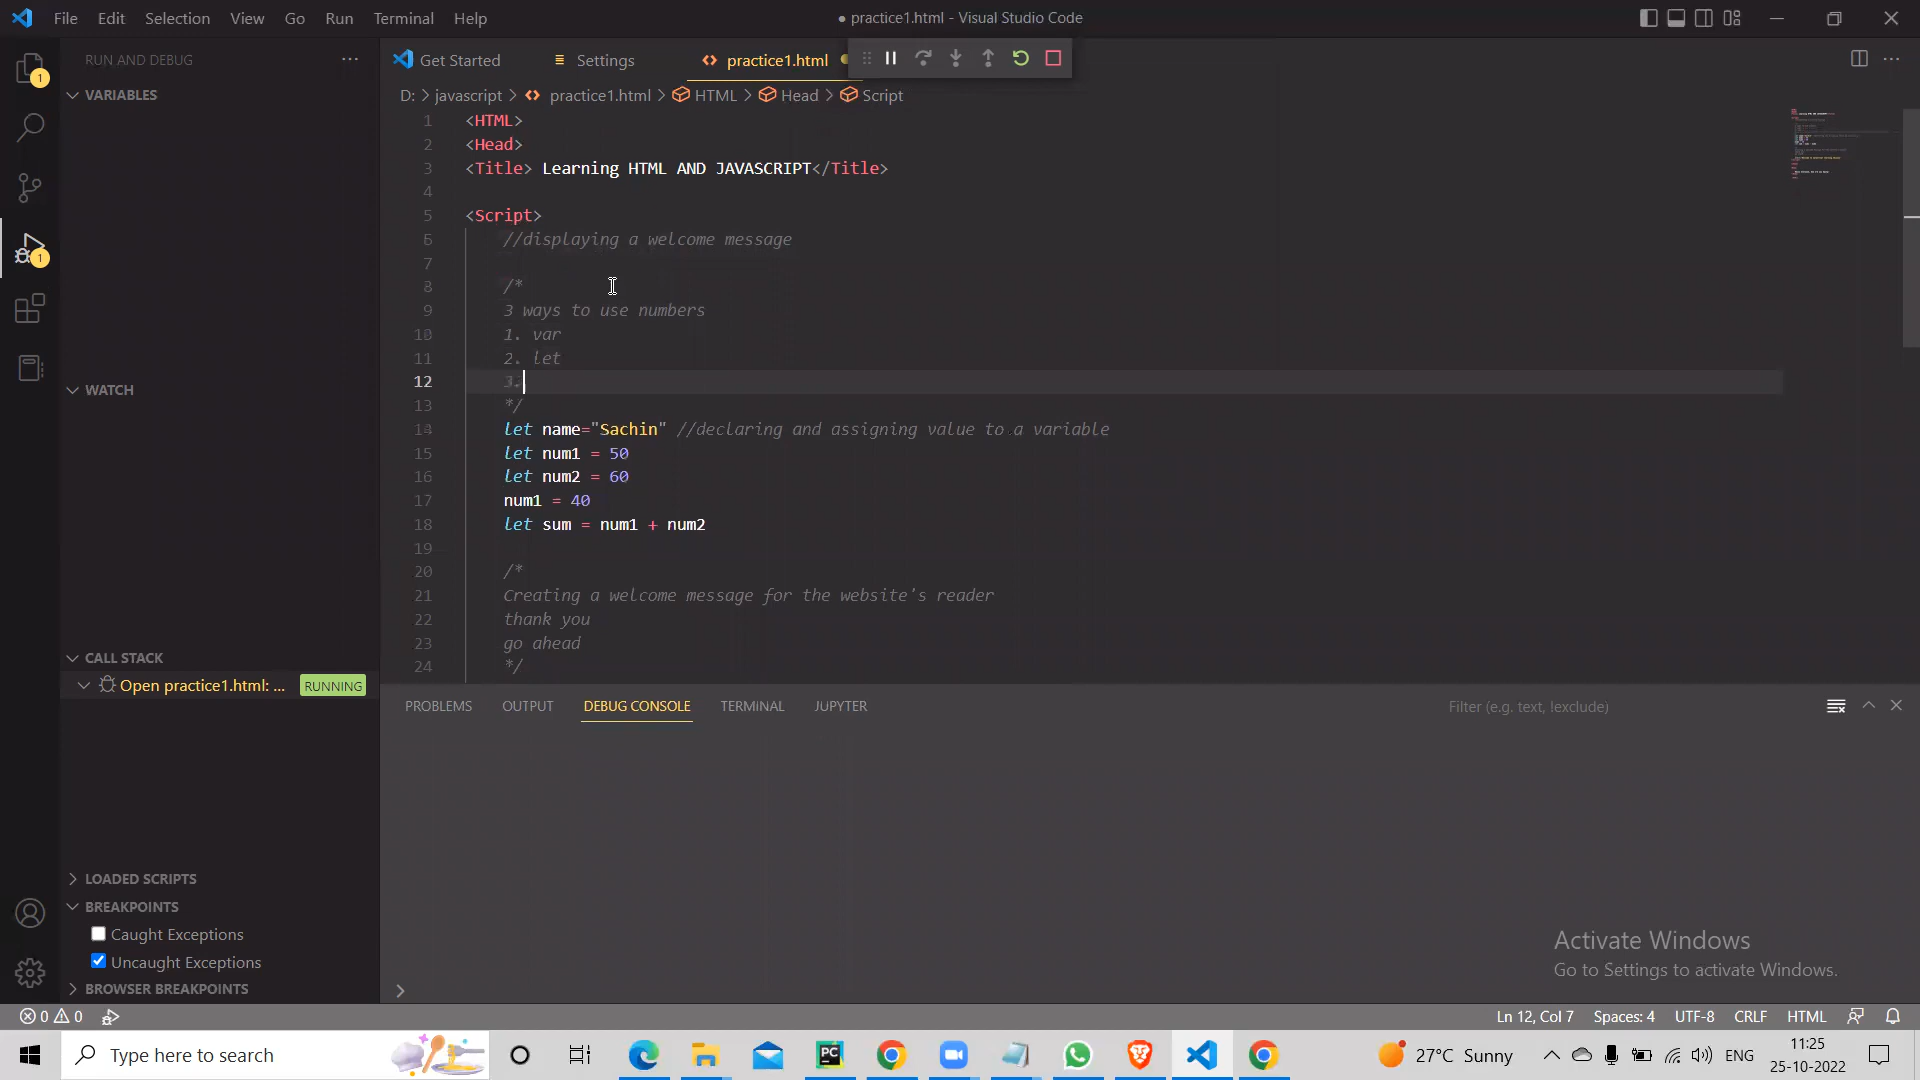 File Edit Selection View Go Run Terminal Help
● practice1.html - Visual Studio Code
RUN AND DEBUG
Get Started
Settings
practice1.html
VARIABLES
D: > javascript > practice1.html > HTML > Head > Script
1 <HTML>
2 <Head>
3 <Title> Learning HTML AND JAVASCRIPT</Title>
4
5 <Script>
6 //displaying a welcome message
7
8 /*
9 3 ways to use numbers
10 1. var
11 2. let
12 3.
13 */
14 let name="Sachin" //declaring and assigning value to a variable
15 let num1 = 50
16 let num2 = 60
17 num1 = 40
18 let sum = num1 + num2
19
20 /*
21 Creating a welcome message for the website's reader
22 thank you
23 go ahead
24 */
1
1
WATCH
CALL STACK
Open practice1.html: ... RUNNING
LOADED SCRIPTS
BREAKPOINTS
Caught Exceptions
Uncaught Exceptions
BROWSER BREAKPOINTS
PROBLEMS OUTPUT DEBUG CONSOLE TERMINAL JUPYTER
Filter (e.g. text, !exclude)
Activate Windows
Go to Settings to activate Windows.
0 0
Ln 12, Col 7 Spaces: 4 UTF-8 CRLF HTML
Type here to search
PC
27°C Sunny
ENG
11:25
25-10-2022